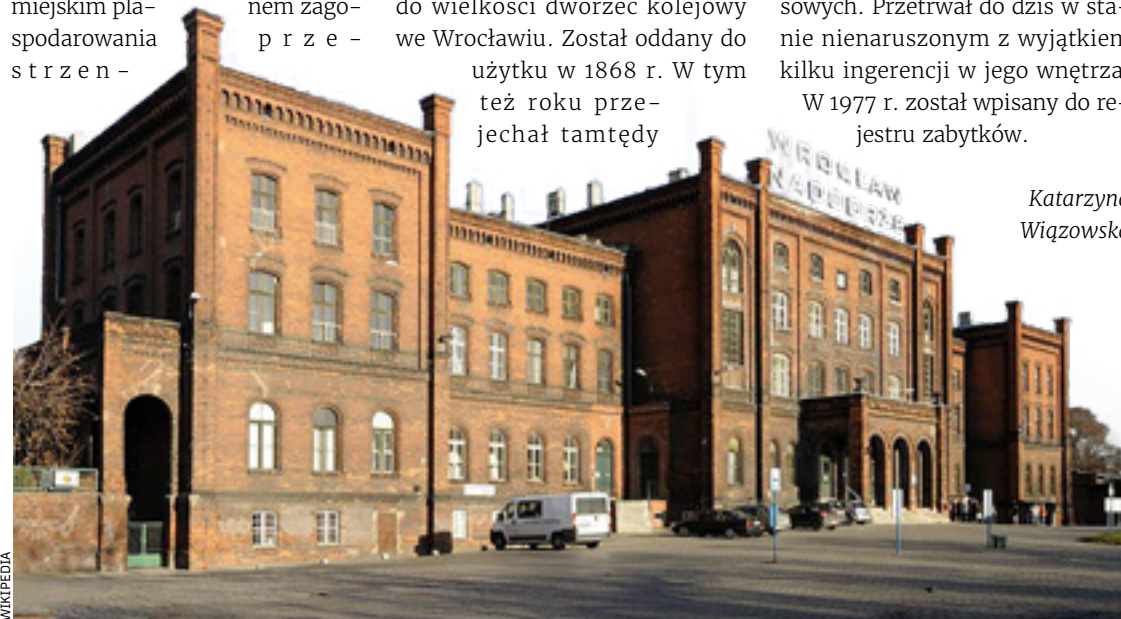 miejskim pla- nem zago-
spodarowania prze-
strzen-
do wielkości dworzec kolejowy
we Wrocławiu. Został oddany do
użytku w 1868 r. W tym
też roku prze-
jechał tamtędy
sowych. Przetrwał do dziś w sta-
nie nienaruszonym z wyjątkiem
kilku ingerencji w jego wnętrza
W 1977 r. został wpisany do re-
jestru zabytków.
Katarzyna
Wiązowska
WROCŁAW
NADODRZE
WIKIPEDIA